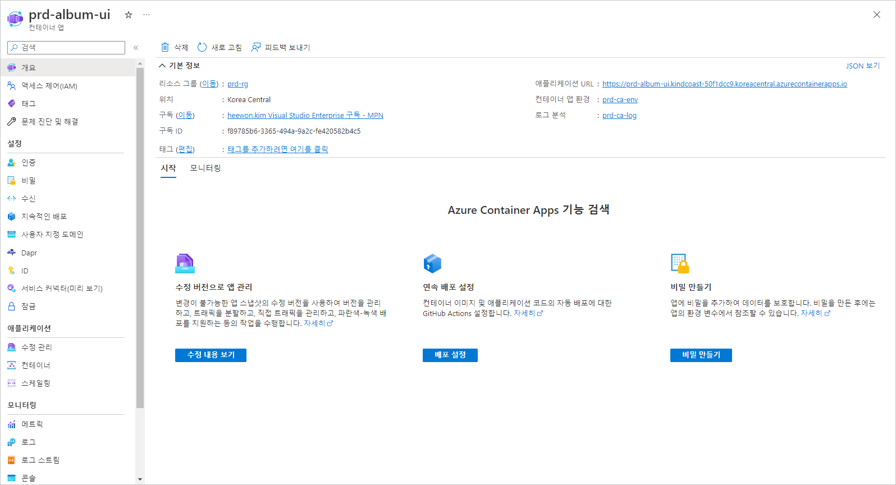 prd-album-ui
컨테이너 앱
검색
삭제
새로 고침
피드백 보내기
개요
액세스 제어(IAM)
태그
문제 진단 및 해결
설정
인증
비밀
수신
지속적인 배포
사용자 지정 도메인
Dapr
ID
서비스 커넥터(미리 보기)
잠금
애플리케이션
수정 관리
컨테이너
스케일링
모니터링
메트릭
로그
로그 스트림
콘솔
기본 정보
JSON 보기
리소스 그룹 (이동) : prd-rg
위치 : Korea Central
구독 (이동) : heewon.kim Visual Studio Enterprise 구독 - MPN
구독 ID : f89785b6-3365-494a-9a2c-fe420582b4c5
태그 (편집) : 태그를 추가하려면 여기를 클릭
애플리케이션 URL : https://prd-album-ui.kindcoast-50f1dcc9.koreacentral.azurecontainerapps.io
컨테이너 앱 환경 : prd-ca-env
로그 분석 : prd-ca-log
시작 모니터링
Azure Container Apps 기능 검색
수정 버전으로 앱 관리
변경이 불가능한 앱 스냅샷의 수정 버전을 사용하여 버전을 관리
하고, 트래픽을 분할하고, 직접 트래픽을 관리하고, 파란색-녹색 배
포를 지원하는 등의 작업을 수행합니다. 자세히
수정 내용 보기
연속 배포 설정
컨테이너 이미지 및 애플리케이션 코드의 자동 배포에 대한
GitHub Actions 설정합니다. 자세히
배포 설정
비밀 만들기
앱에 비밀을 추가하여 데이터를 보호합니다. 비밀을 만든 후에는
앱의 환경 변수에서 참조할 수 있습니다. 자세히
비밀 만들기